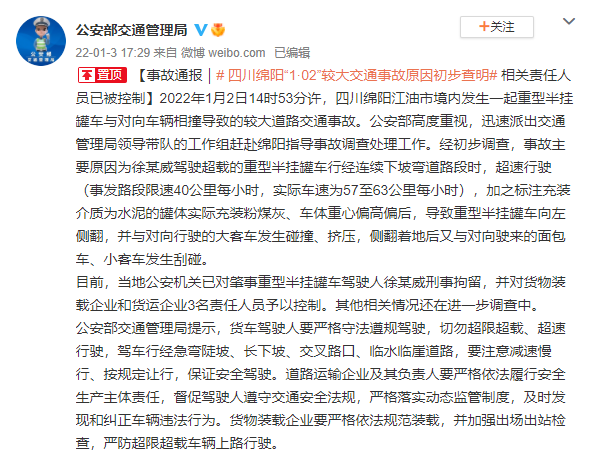 公安部交通管理局
+关注
22-01-3 17:29 来自 微博 weibo.com 已编辑
置顶 【事故通报｜# 四川绵阳“1·02”较大交通事故原因初步查明# 相关责任人
员已被控制】2022年1月2日14时53分许，四川绵阳江油市境内发生一起重型半挂
罐车与对向车辆相撞导致的较大道路交通事故。公安部高度重视，迅速派出交通
管理局领导带队的工作组赶赴绵阳指导事故调查处理工作。经初步调查，事故主
要原因为徐某威驾驶超载的重型半挂罐车行经连续下坡弯道路段时，超速行驶
（事发路段限速40公里每小时，实际车速为57至63公里每小时），加之标注充装
介质为水泥的罐体实际充装粉煤灰、车体重心偏高偏后，导致重型半挂罐车向左
侧翻，并与对向行驶的大客车发生碰撞、挤压，侧翻着地后又与对向驶来的面包
车、小客车发生刮碰。
目前，当地公安机关已对肇事重型半挂罐车驾驶人徐某威刑事拘留，并对货物装
载企业和货运企业3名责任人员予以控制。其他相关情况还在进一步调查中。
公安部交通管理局提示，货车驾驶人要严格守法遵规驾驶，切勿超限超载、超速
行驶，驾车行经急弯陡坡、长下坡、交叉路口、临水临崖道路，要注意减速慢
行、按规定让行，保证安全驾驶。道路运输企业及其负责人要严格依法履行安全
生产主体责任，督促驾驶人遵守交通安全法规，严格落实动态监管制度，及时发
现和纠正车辆违法行为。货物装载企业要严格依法规范装载，并加强出场出站检
查，严防超限超载车辆上路行驶。